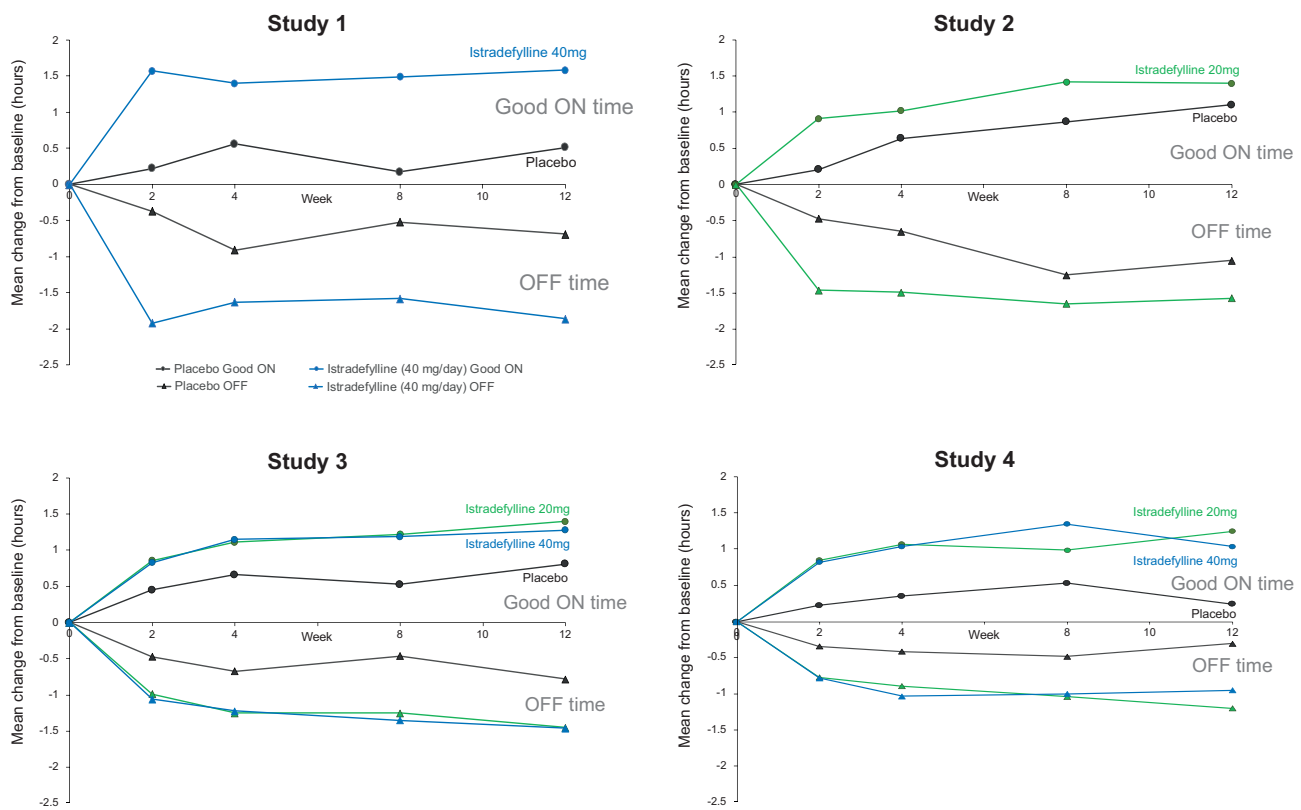 Study 1
Mean change from baseline (hours)
2
1.5
1
0.5
0
-0.5
-1
-1.5
-2
-2.5
0
2
4
8
10
12
Week
Istradefylline 40mg
Good ON time
Placebo
OFF time
Placebo Good ON
Istradefylline (40 mg/day) Good ON
Placebo OFF
Istradefylline (40 mg/day) OFF
Study 2
Mean change from baseline (hours)
2
1.5
1
0.5
0
-0.5
-1
-1.5
-2
-2.5
0
2
4
8
10
12
Week
Istradefylline 20mg
Placebo
Good ON time
OFF time
Study 3
Mean change from baseline (hours)
2
1.5
1
0.5
0
-0.5
-1
-1.5
-2
-2.5
0
2
4
8
10
12
Week
Istradefylline 20mg
Istradefylline 40mg
Placebo
Good ON time
OFF time
Study 4
Mean change from baseline (hours)
2
1.5
1
0.5
0
-0.5
-1
-1.5
-2
-2.5
0
2
4
8
10
12
Week
Istradefylline 20mg
Istradefylline 40mg
Good ON time
Placebo
OFF time